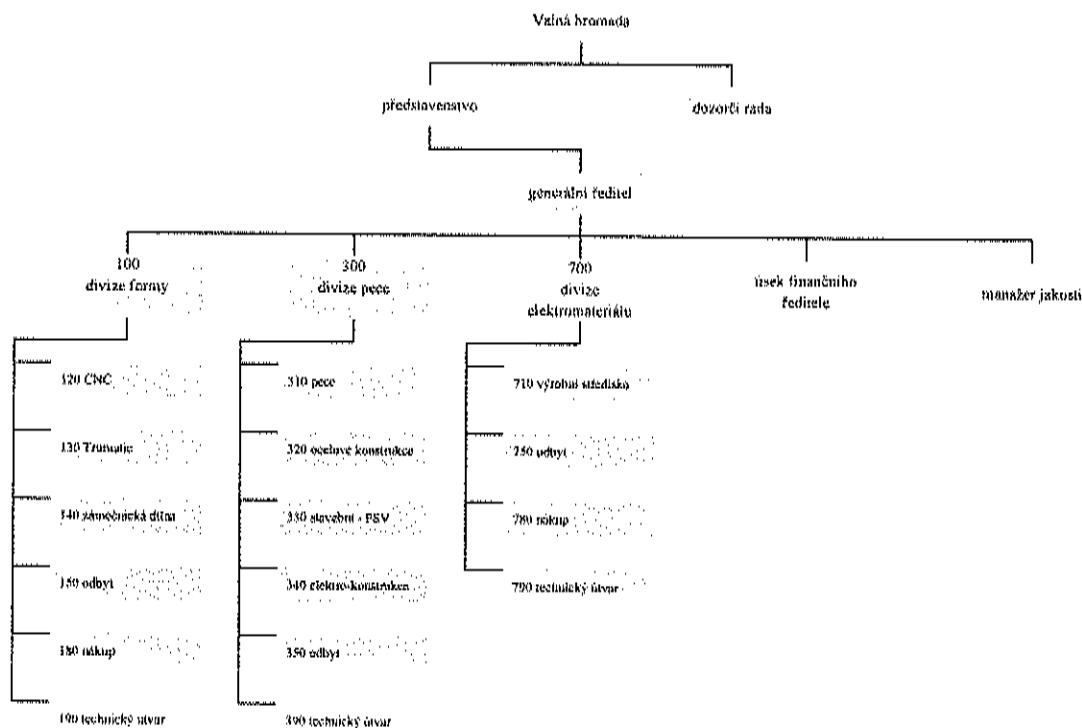 Valná hromada
představenstvo
dozorčí rada
generální ředitel
100
divize formy
300
divize pece
700
divize
elektromateriálu
úsek finančního
ředitele
manažer jakosti
120 CNC
130 Trumatic
140 zámečnická dílna
150 odbyt
180 nákup
190 technický útvar
310 pece
320 ocelové konstrukce
330 stavební - PSV
340 elektro-konstrukce
350 odbyt
390 technický útvar
710 výrobní středisko
750 odbyt
780 nákup
790 technický útvar